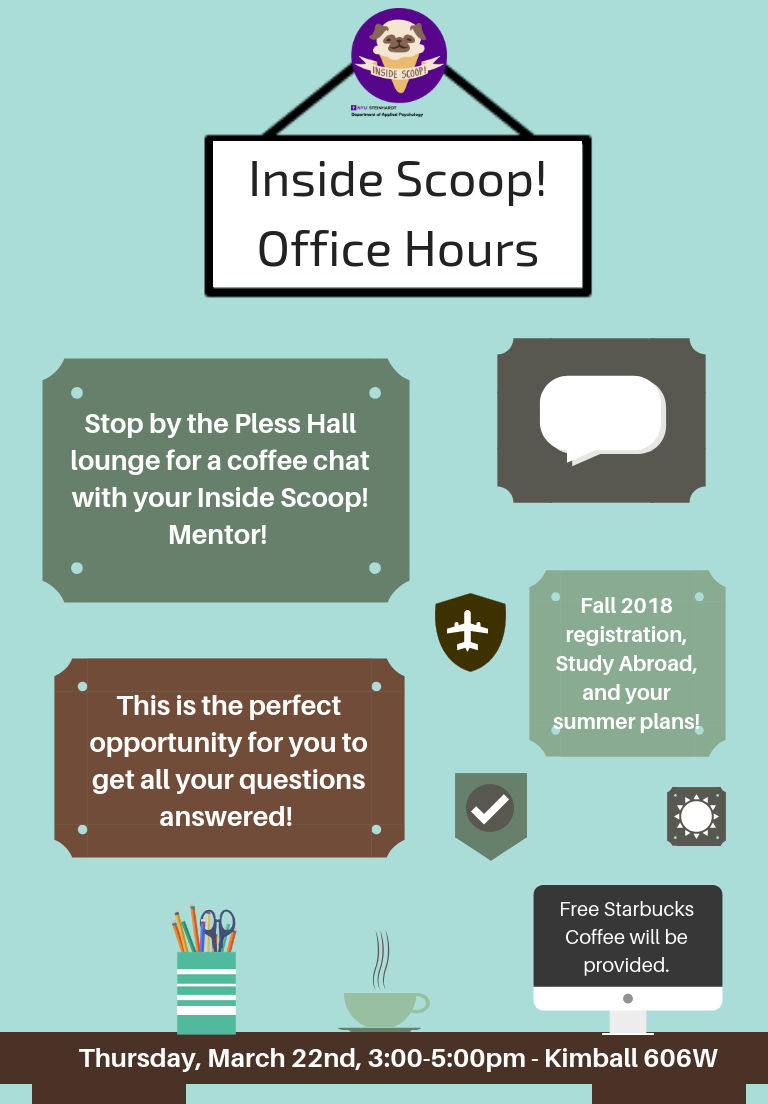 INSIDE SCOOP!
NYU STEINHARDT
Department of Applied Psychology
Inside Scoop!
Office Hours
Stop by the Pless Hall
lounge for a coffee chat
with your Inside Scoop!
Mentor!
Fall 2018
registration,
Study Abroad,
and your
summer plans!
This is the perfect
opportunity for you to
get all your questions
answered!
Free Starbucks
Coffee will be
provided.
Thursday, March 22nd, 3:00-5:00pm - Kimball 606W